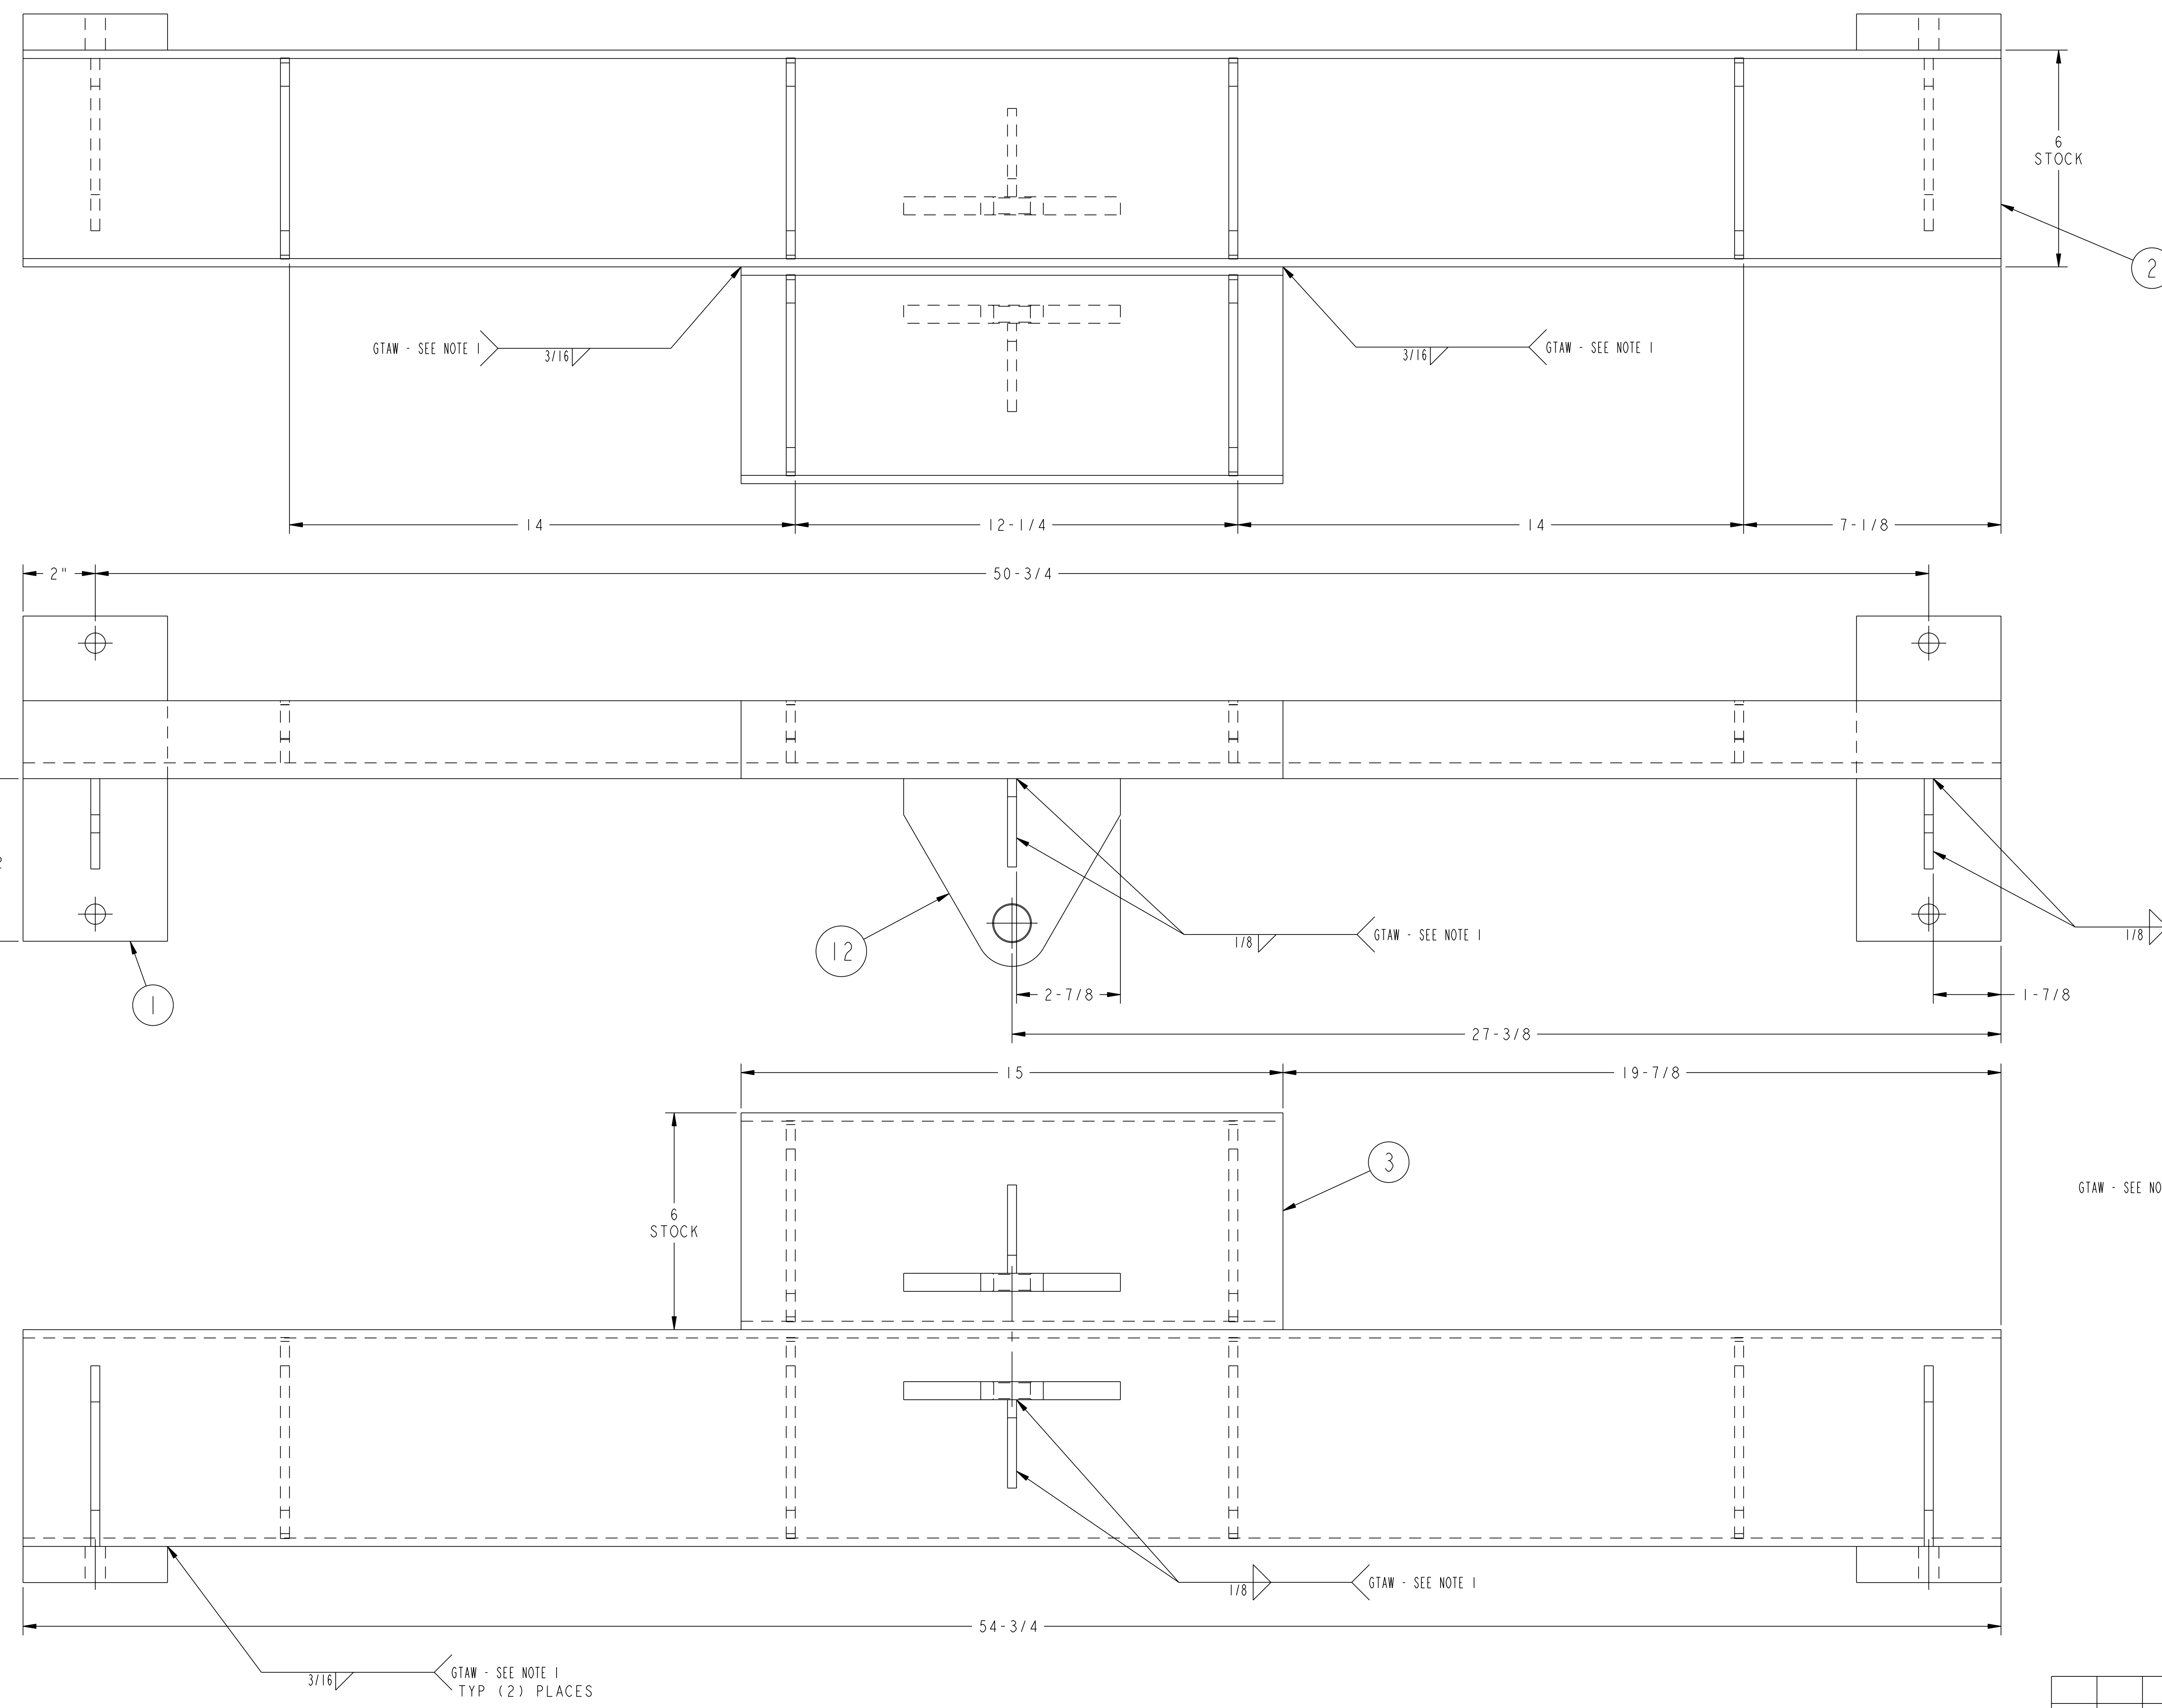 6
STOCK
2
GTAW - SEE NOTE 1
3/16
3/16
GTAW - SEE NOTE 1
14
12-1/4
14
7-1/8
2"
50-3/4
12
1/8
GTAW - SEE NOTE 1
1/8
1
2-7/8
1-7/8
27-3/8
15
19-7/8
3
6
STOCK
GTAW - SEE NO
1/8
GTAW - SEE NOTE 1
54-3/4
3/16
GTAW - SEE NOTE 1
TYP (2) PLACES